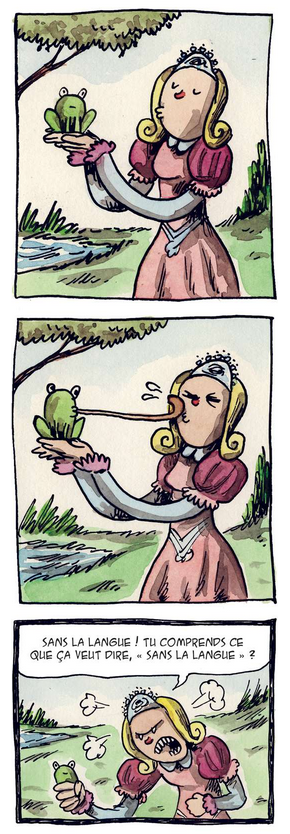 SANS LA LANGUE ! TU COMPRENDS CE
QUE ÇA VEUT DIRE, « SANS LA LANGUE » ?